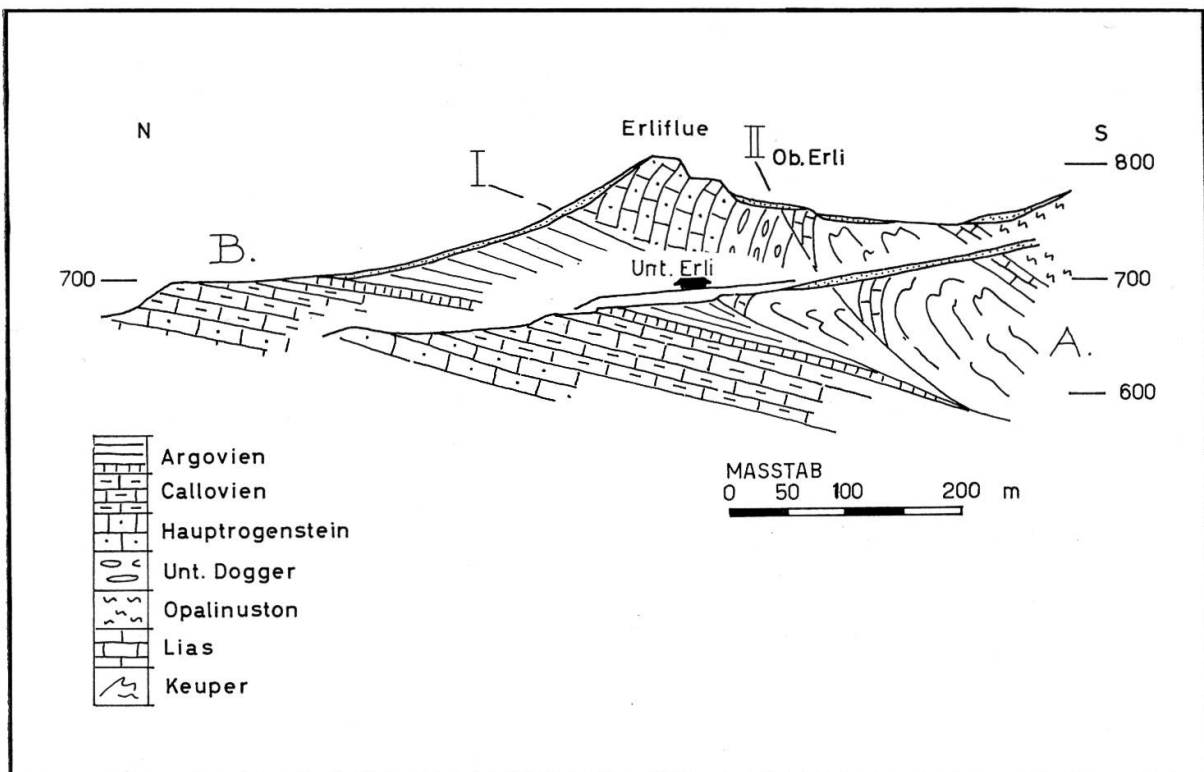 N
Erliflue
S
I
II
Ob. Erli
800
B.
700
Unt. Erli
700
A.
600
Argovien
Callovien
Hauptrogenstein
Unt. Dogger
Opalinuston
Lias
Keuper
MASSTAB
0 50 100 200 m